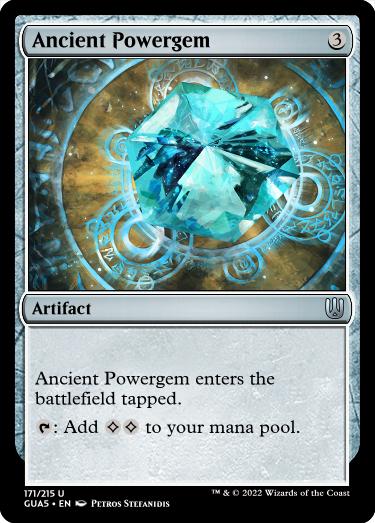 Ancient Powergem 3
Artifact
Ancient Powergem enters the
battlefield tapped.
: Add to your mana pool.
171/215 U
GUA5 • EN Petros Stefanidis
™ & © 2022 Wizards of the Coast